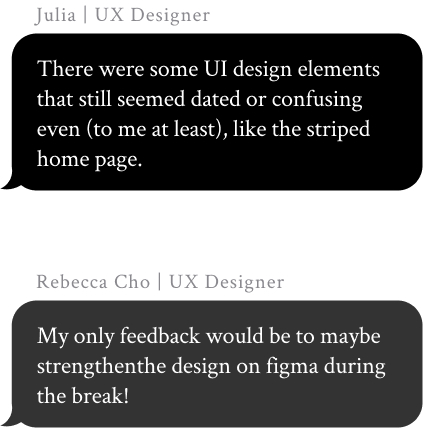 Julia | UX Designer
There were some UI design elements
that still seemed dated or confusing
even (to me at least), like the striped
home page.
Rebecca Cho | UX Designer
My only feedback would be to maybe
strengthenthe design on figma during
the break!